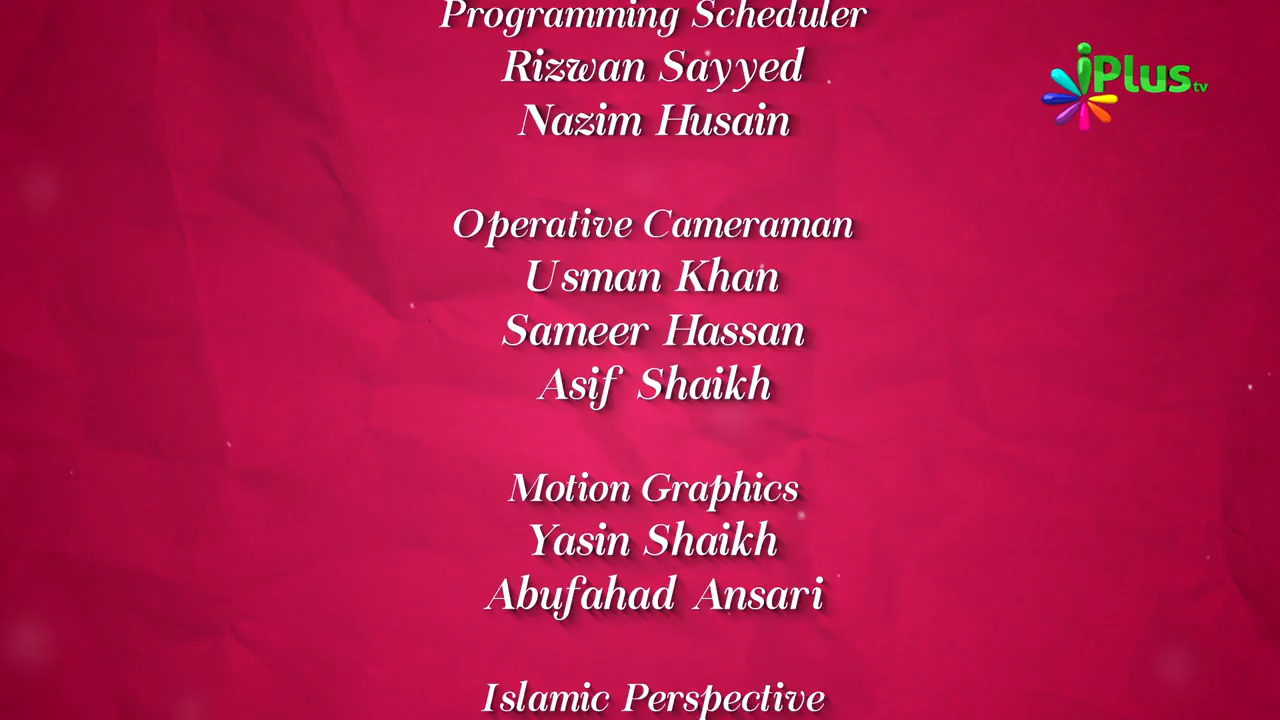 Programming Scheduler
Rizwan Sayyed
Nazim Husain
iPlus tv
Operative Cameraman
Usman Khan
Sameer Hassan
Asif Shaikh
Motion Graphics
Yasin Shaikh
Abufahad Ansari
Islamic Perspective